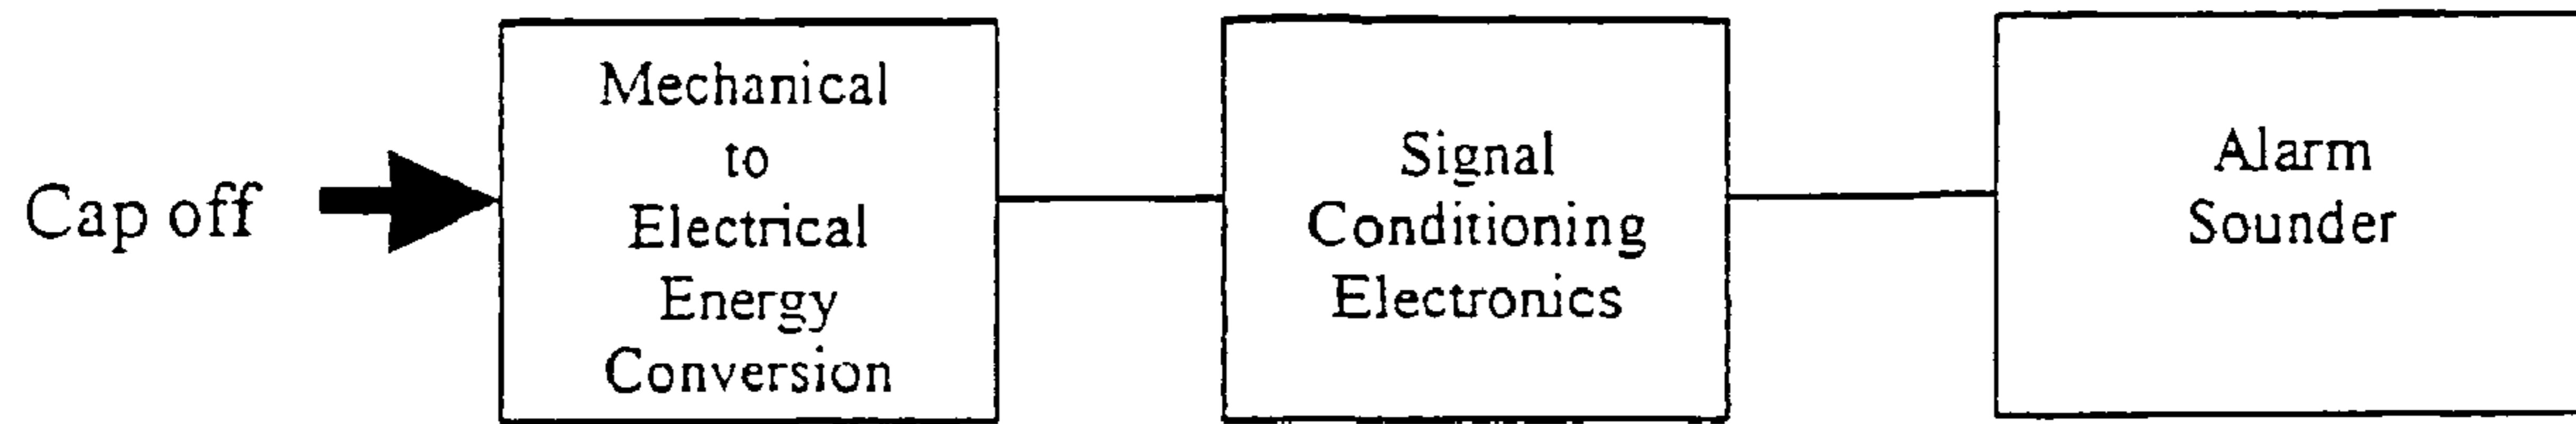 Cap off
Mechanical
to
Electrical
Energy
Conversion
Signal
Conditioning
Electronics
Alarm
Sounder